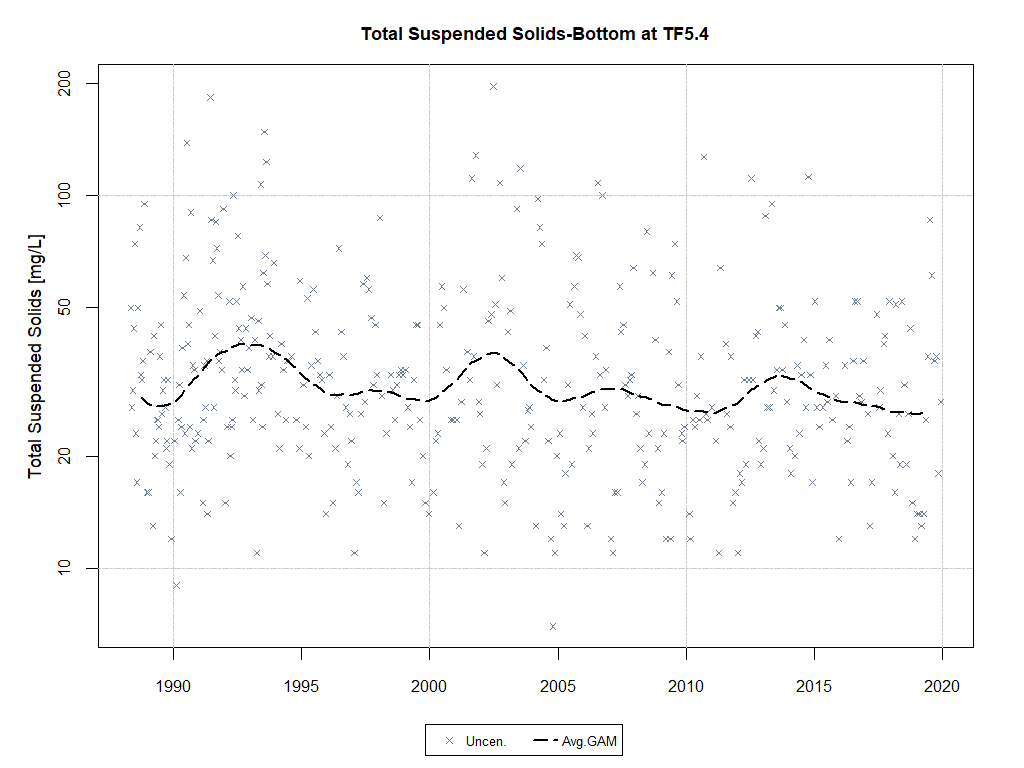 Total Suspended Solids-Bottom at TF5.4
Total Suspended Solids [mg/L]
200
100
50
20
10
1990 1995 2000 2005 2010 2015 2020
Uncen. Avg.GAM